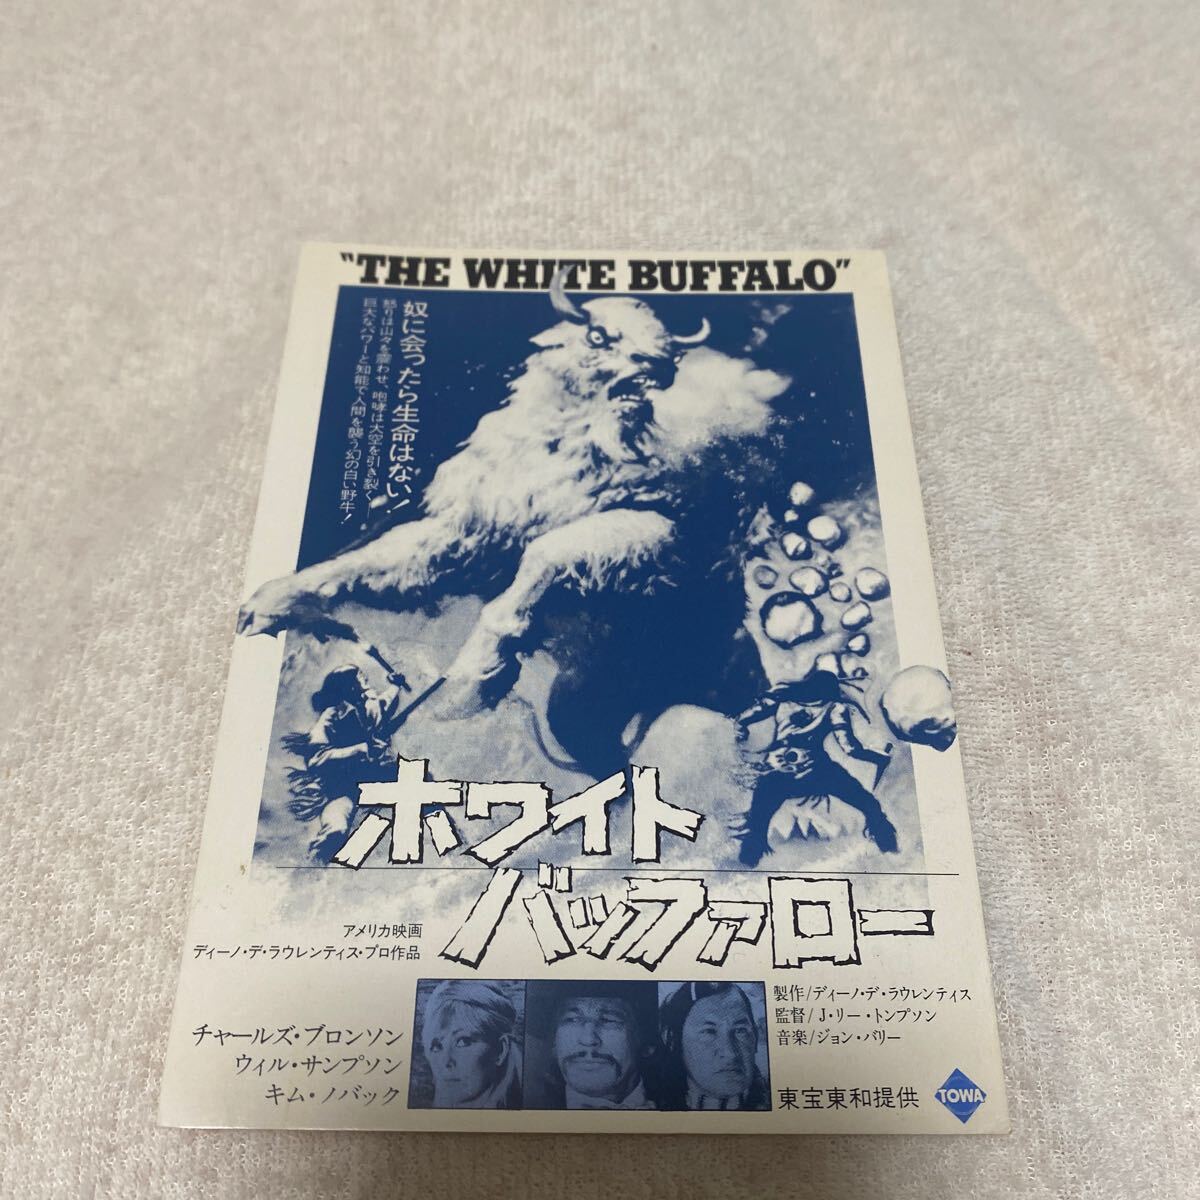 "THE WHITE BUFFALO"
奴に会ったら生命はない!
怒りは山々を震わせ、咆哮は大空を引き裂く—
巨大なパワーと知能で人間を襲う幻の白い野牛!
ホワイト
バッファロー
アメリカ映画
ディーノ・デ・ラウレンティス・プロ作品
チャールズ・ブロンソン
ウィル・サンプソン
キム・ノバック
製作/ディーノ・デ・ラウレンティス
監督/J・リー・トンプソン
音楽/ジョン・バリー
東宝東和提供
TOWA